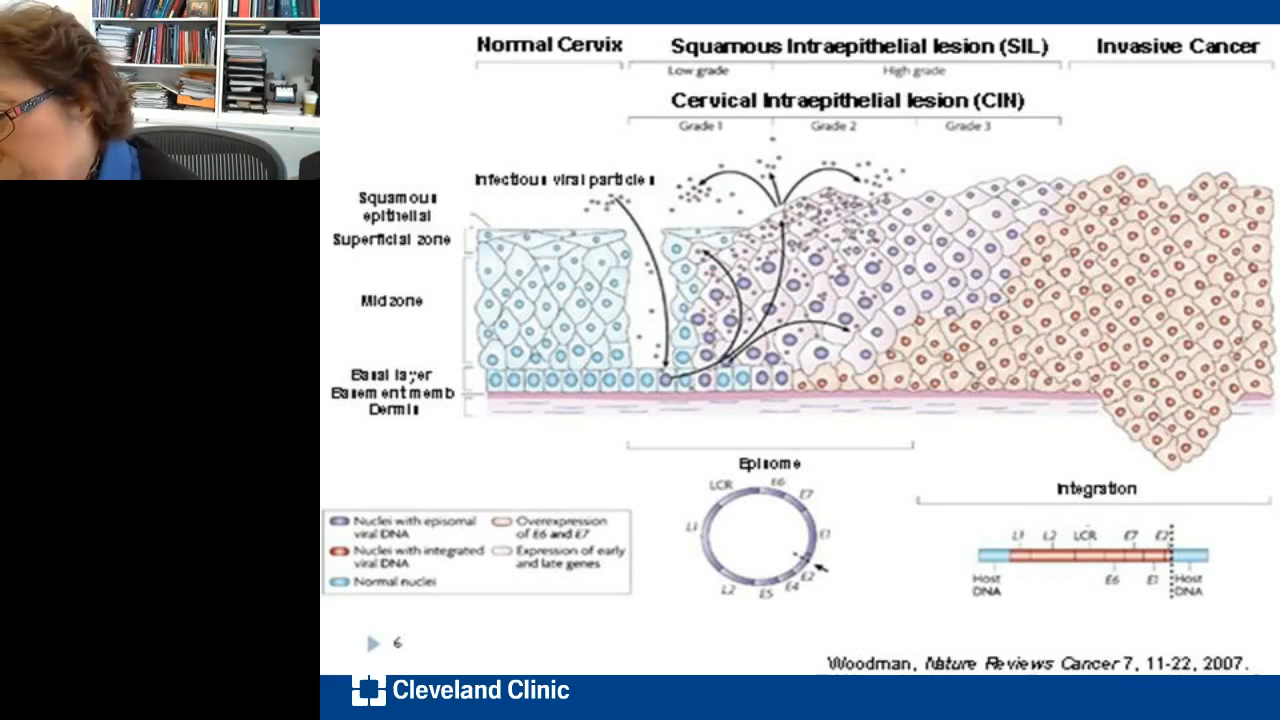 Normal Cervix
Squamous Intraepithelial lesion (SIL)
Invasive Cancer
Low grade
High grade
Cervical Intraepithelial lesion (CIN)
Grade 1
Grade 2
Grade 3
Infectious viral particles
Squamous
epithelial
Superficial zone
Midzone
Basal layer
Basement memb
Dermis
Episome
LCR
E6
E7
L1
E1
E2
E4
E5
L2
Integration
L1
L2
LCR
E7
E2
Host
DNA
E6
E1
Host
DNA
Nuclei with episomal
viral DNA
Nuclei with integrated
viral DNA
Normal nuclei
Overexpression
of E6 and E7
Expression of early
and late genes
6
Woodman, Nature Reviews Cancer 7, 11-22, 2007.
Cleveland Clinic